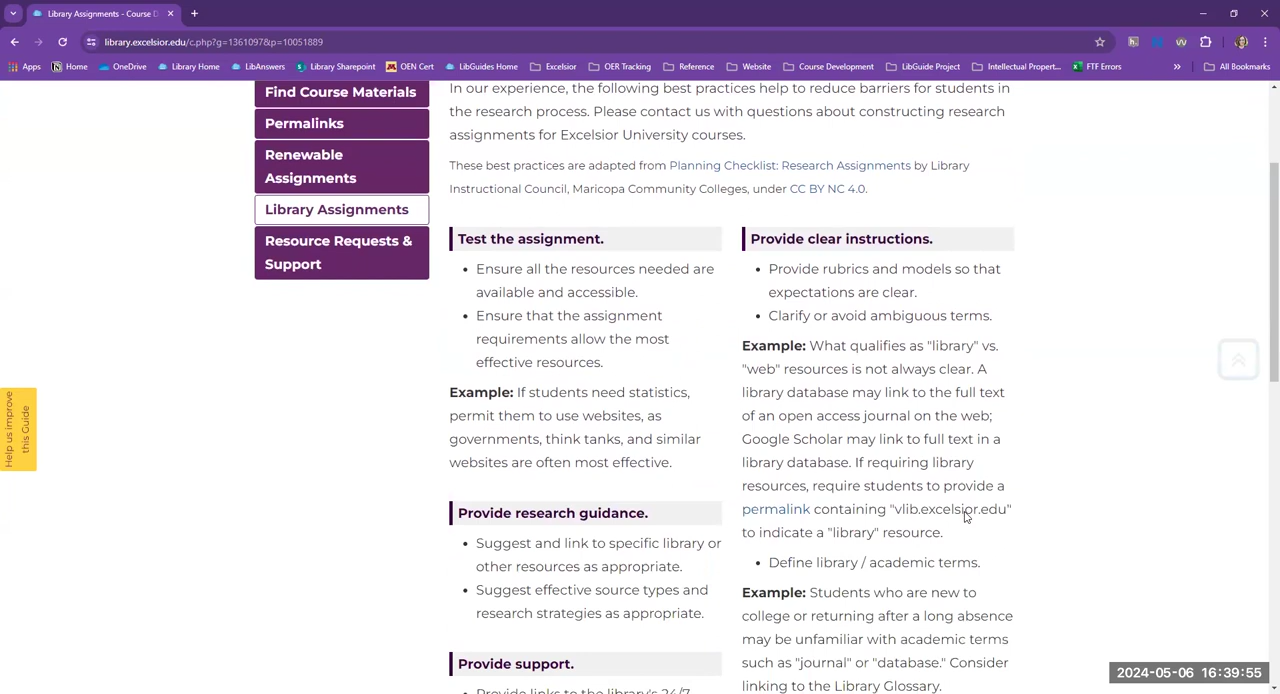 Library Assignments - Course D
library.excelsior.edu/c.php?g=1361097&p=10051889
Apps
Home
OneDrive
Library Home
LibAnswers
Library Sharepoint
OEN Cert
LibGuides Home
Excelsior
OER Tracking
Reference
Website
Course Development
LibGuide Project
Intellectual Propert...
FTF Errors
»
All Bookmarks
Find Course Materials
Permalinks
Renewable
Assignments
Library Assignments
Resource Requests &
Support
Help us improve
this Guide
In our experience, the following best practices help to reduce barriers for students in
the research process. Please contact us with questions about constructing research
assignments for Excelsior University courses.
These best practices are adapted from Planning Checklist: Research Assignments by Library
Instructional Council, Maricopa Community Colleges, under CC BY NC 4.0.
Test the assignment.
• Ensure all the resources needed are
available and accessible.
• Ensure that the assignment
requirements allow the most
effective resources.
Example: If students need statistics,
permit them to use websites, as
governments, think tanks, and similar
websites are often most effective.
Provide research guidance.
• Suggest and link to specific library or
other resources as appropriate.
• Suggest effective source types and
research strategies as appropriate.
Provide support.
• Provide links to the library's 24/7
Provide clear instructions.
• Provide rubrics and models so that
expectations are clear.
• Clarify or avoid ambiguous terms.
Example: What qualifies as "library" vs.
"web" resources is not always clear. A
library database may link to the full text
of an open access journal on the web;
Google Scholar may link to full text in a
library database. If requiring library
resources, require students to provide a
permalink containing "vlib.excelsior.edu"
to indicate a "library" resource.
• Define library / academic terms.
Example: Students who are new to
college or returning after a long absence
may be unfamiliar with academic terms
such as "journal" or "database." Consider
linking to the Library Glossary.
2024-05-06 16:39:55